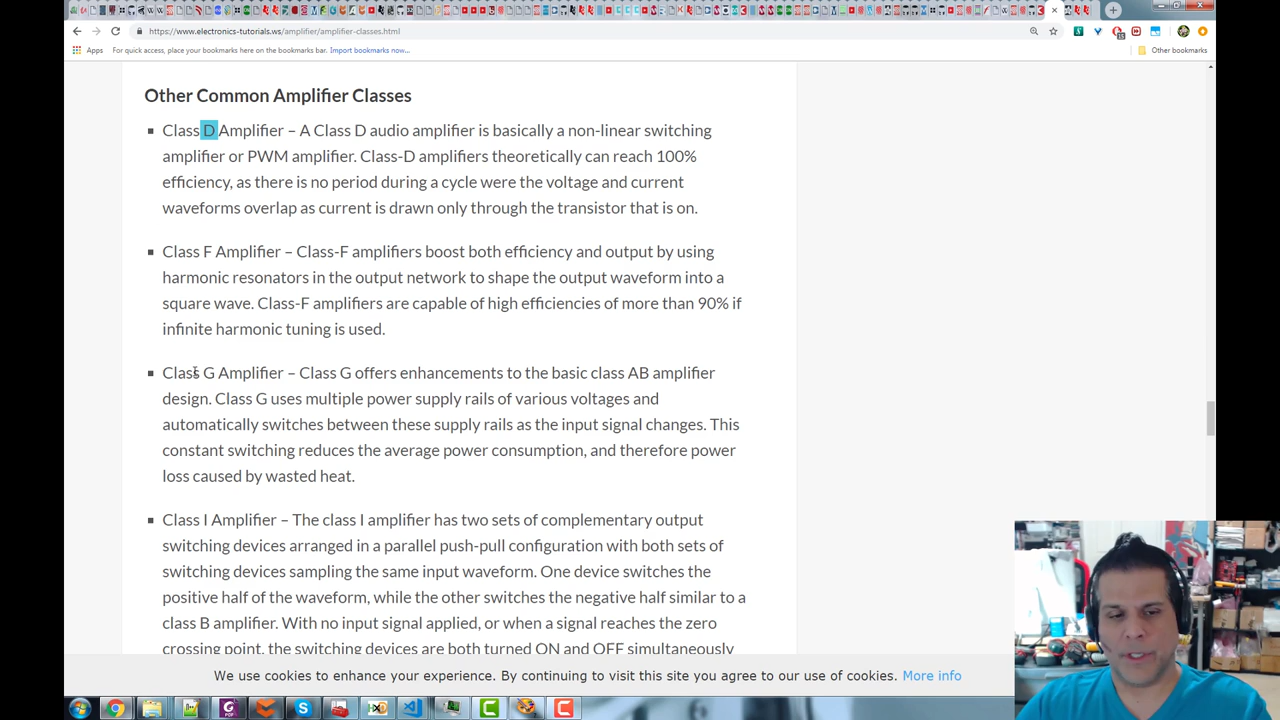 https://www.electronics-tutorials.ws/amplifier/amplifier-classes.html
Apps For quick access, place your bookmarks here on the bookmarks bar. Import bookmarks now... Other bookmarks
Other Common Amplifier Classes
Class D Amplifier – A Class D audio amplifier is basically a non-linear switching
amplifier or PWM amplifier. Class-D amplifiers theoretically can reach 100%
efficiency, as there is no period during a cycle were the voltage and current
waveforms overlap as current is drawn only through the transistor that is on.
Class F Amplifier – Class-F amplifiers boost both efficiency and output by using
harmonic resonators in the output network to shape the output waveform into a
square wave. Class-F amplifiers are capable of high efficiencies of more than 90% if
infinite harmonic tuning is used.
Class G Amplifier – Class G offers enhancements to the basic class AB amplifier
design. Class G uses multiple power supply rails of various voltages and
automatically switches between these supply rails as the input signal changes. This
constant switching reduces the average power consumption, and therefore power
loss caused by wasted heat.
Class I Amplifier – The class I amplifier has two sets of complementary output
switching devices arranged in a parallel push-pull configuration with both sets of
switching devices sampling the same input waveform. One device switches the
positive half of the waveform, while the other switches the negative half similar to a
class B amplifier. With no input signal applied, or when a signal reaches the zero
crossing point, the switching devices are both turned ON and OFF simultaneously
We use cookies to enhance your experience. By continuing to visit this site you agree to our use of cookies. More info